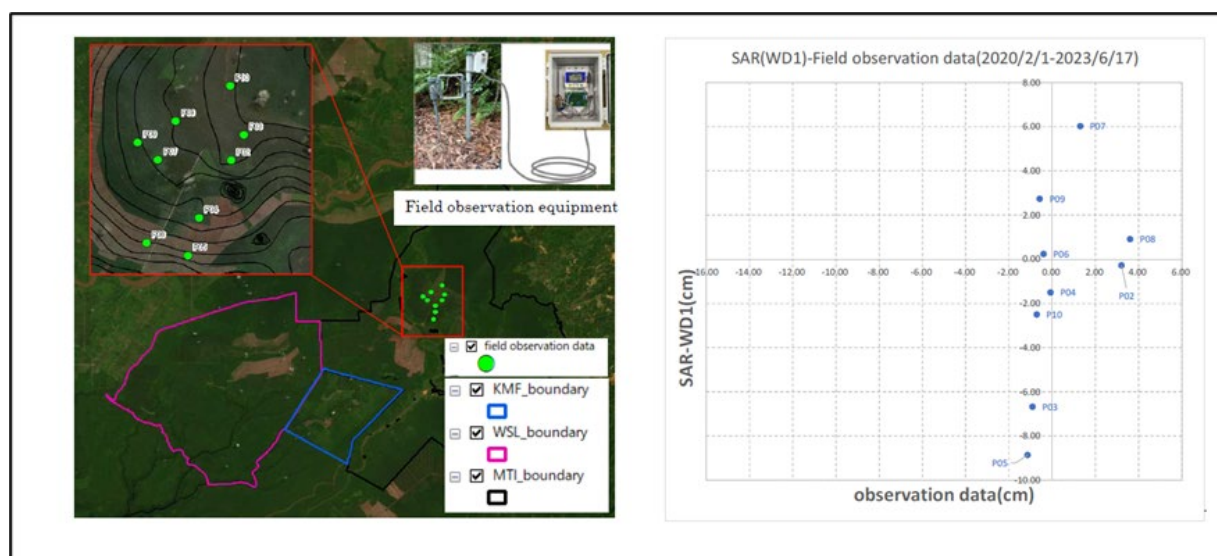 Field observation equipment
field observation data
KMF_boundary
WSL_boundary
MTI_boundary
SAR(WD1)-Field observation data(2020/2/1-2023/6/17)
8.00
6.00
4.00
2.00
0.00
-16.00 -14.00 -12.00 -10.00 -8.00 -6.00 -4.00 -2.00 0.00 2.00 4.00 6.00
-2.00
-4.00
-6.00
-8.00
-10.00
P07
P09
P08
P06
P02
P04
P10
P03
P05
SAR-WD1(cm)
observation data(cm)